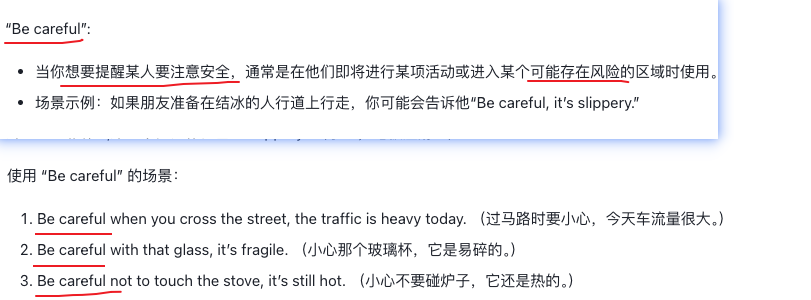 “Be careful”:
• 当你想要提醒某人要注意安全，通常是在他们即将进行某项活动或进入某个可能存在风险的区域时使用。
• 场景示例：如果朋友准备在结冰的人行道上行走，你可能会告诉他“Be careful, it’s slippery.”
使用 “Be careful” 的场景：
1. Be careful when you cross the street, the traffic is heavy today. （过马路时要小心，今天车流量很大。）
2. Be careful with that glass, it’s fragile. （小心那个玻璃杯，它是易碎的。）
3. Be careful not to touch the stove, it’s still hot. （小心不要碰炉子，它还是热的。）